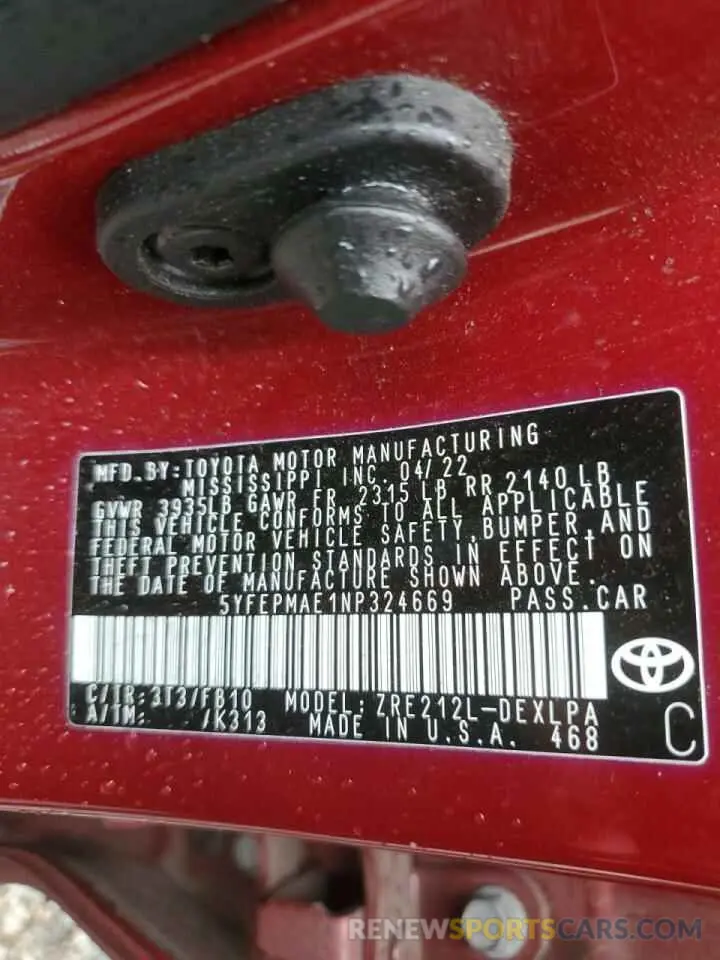 MFD. BY: TOYOTA MOTOR MANUFACTURING
MISSISSIPPI INC. 04/22
GVWR 3935LB GAWR FR 2315 LB RR 2140LB
THIS VEHICLE CONFORMS TO ALL APPLICABLE
FEDERAL MOTOR VEHICLE SAFETY, BUMPER, AND
THEFT PREVENTION STANDARDS IN EFFECT ON
THE DATE OF MANUFACTURE SHOWN ABOVE.
5YFEPMAE1NP324669 PASS. CAR
C/TR: 3T3/FB10 MODEL: ZRE212L-DEXLPA
A/TM: /K313 MADE IN U.S.A. 468
C
RENEWSPORTSCARS.COM